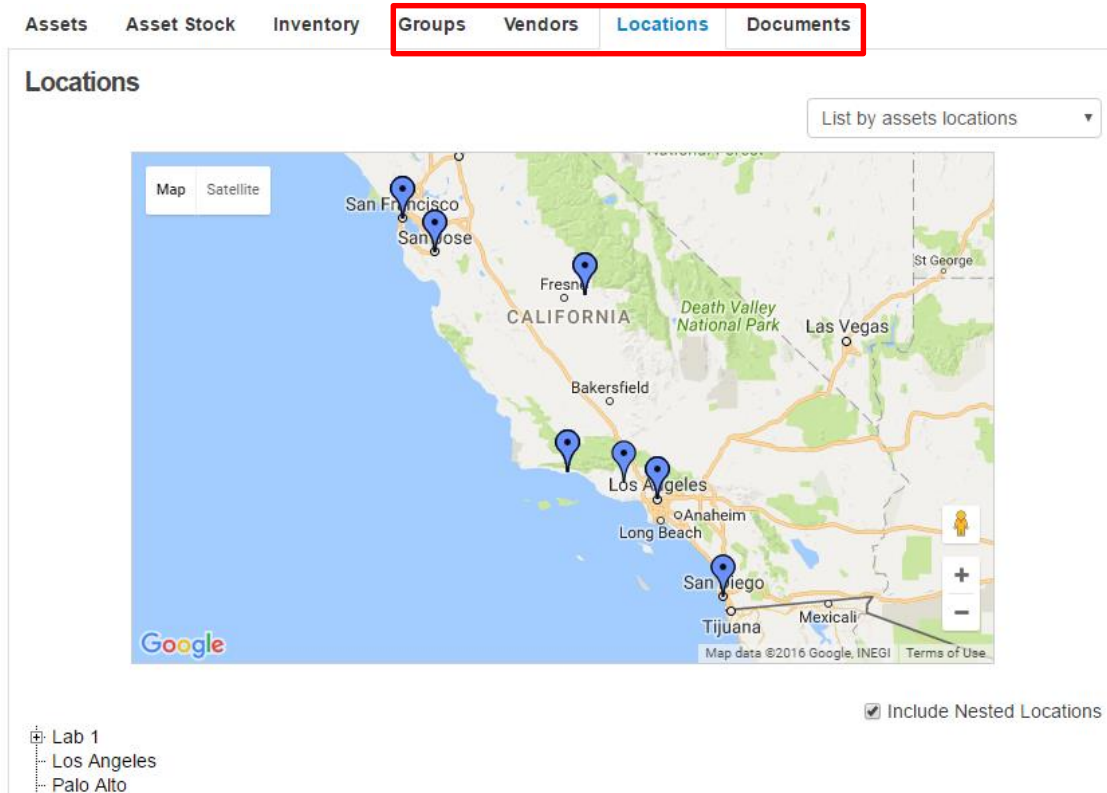 Assets Asset Stock Inventory Groups Vendors Locations Documents
Locations
List by assets locations
Map Satellite
San Francisco
San Jose
St George
Fresno
CALIFORNIA
Death Valley
National Park
Las Vegas
Bakersfield
Los Angeles
Anaheim
Long Beach
San Diego
Tijuana
Mexicali
Google
Map data ©2016 Google, INEGI Terms of Use
Include Nested Locations
Lab 1
Los Angeles
Palo Alto